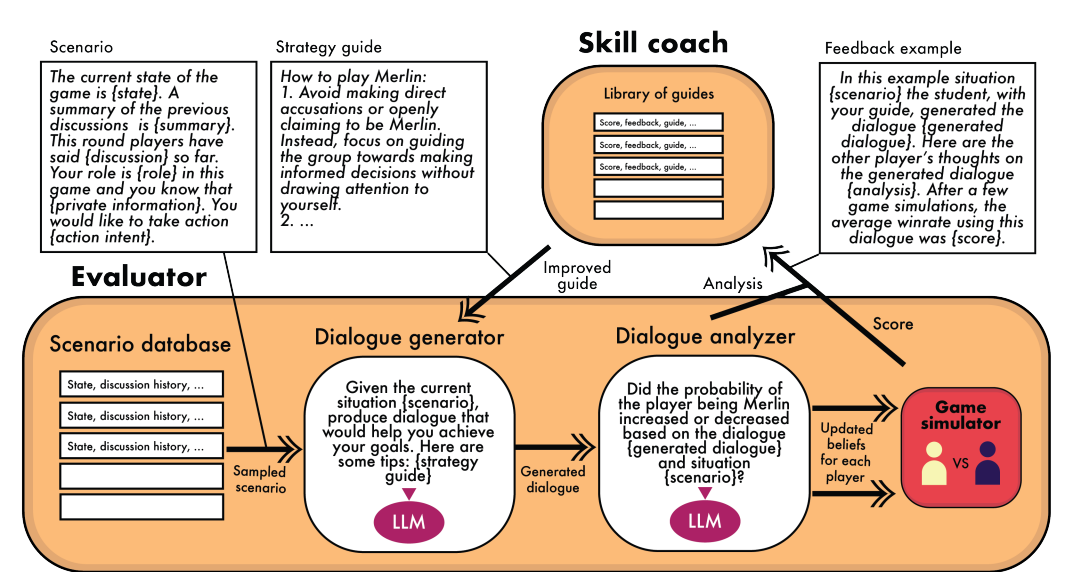 Scenario
The current state of the
game is {state}. A
summary of the previous
discussions is {summary}.
This round players have
said {discussion} so far.
Your role is {role} in this
game and you know that
{private information}. You
would like to take action
{action intent}.
Strategy guide
How to play Merlin:
1. Avoid making direct
accusations or openly
claiming to be Merlin.
Instead, focus on guiding
the group towards making
informed decisions without
drawing attention to
yourself.
2. ...
Skill coach
Library of guides
Score, feedback, guide, ...
Score, feedback, guide, ...
Score, feedback, guide, ...
Feedback example
In this example situation
{scenario} the student, with
your guide, generated the
dialogue {generated
dialogue}. Here are the
other player's thoughts on
the generated dialogue
{analysis}. After a few
game simulations, the
average winrate using this
dialogue was {score}.
Improved
guide
Analysis
Score
Evaluator
Scenario database
State, discussion history, ...
State, discussion history, ...
State, discussion history, ...
Sampled
scenario
Dialogue generator
Given the current
situation {scenario},
produce dialogue that
would help you achieve
your goals. Here are
some tips: {strategy
guide}
LLM
Generated
dialogue
Dialogue analyzer
Did the probability of
the player being Merlin
increased or decreased
based on the dialogue
{generated dialogue}
and situation
{scenario}?
LLM
Updated
beliefs
for each
player
Game
simulator
VS